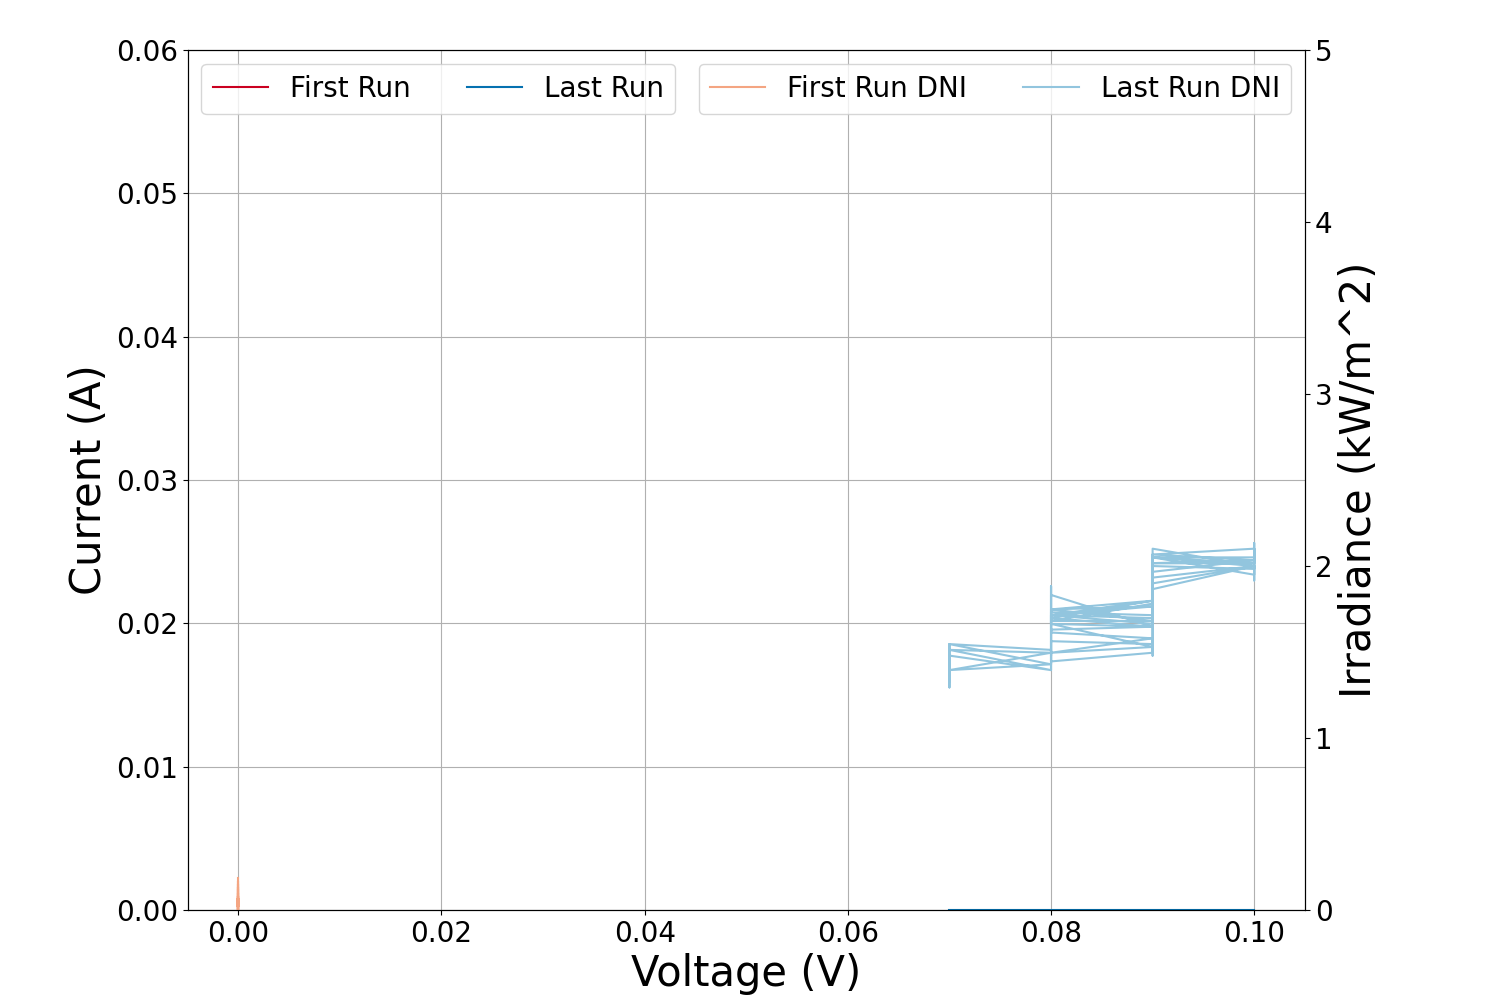 First Run
Last Run
First Run DNI
Last Run DNI
Current (A)
0.06
0.05
0.04
0.03
0.02
0.01
0.00
5
4
3
2
1
0
Irradiance (kW/m^2)
0.00
0.02
0.04
0.06
0.08
0.10
Voltage (V)